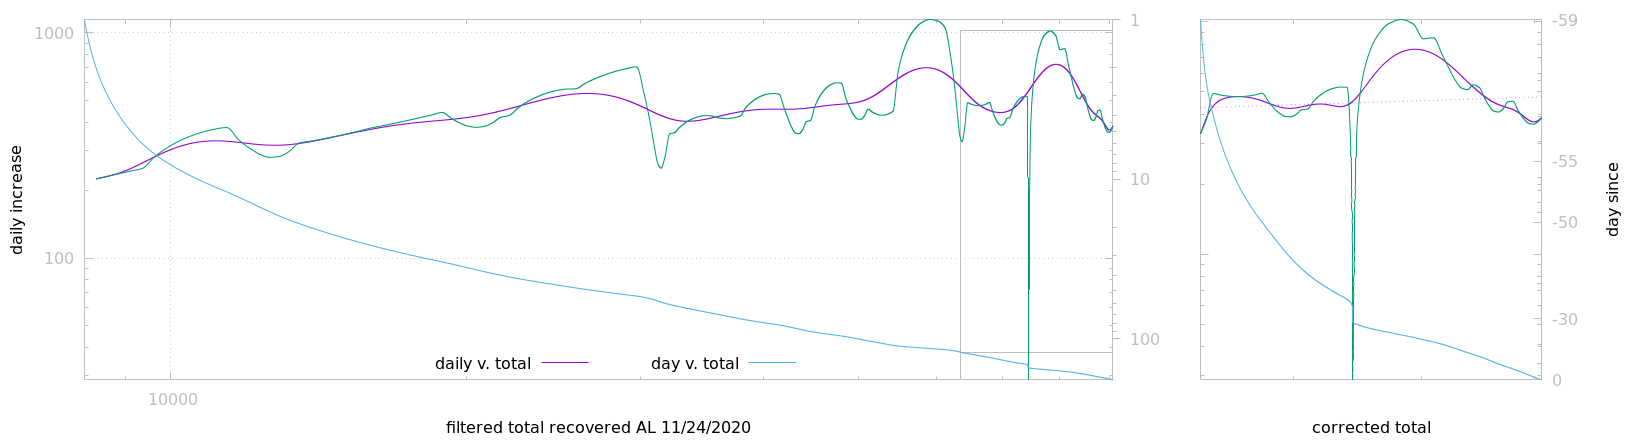 1000
100
daily increase
10000
1
10
100
daily v. total
day v. total
filtered total recovered AL 11/24/2020
-59
-55
-50
-30
0
day since
corrected total